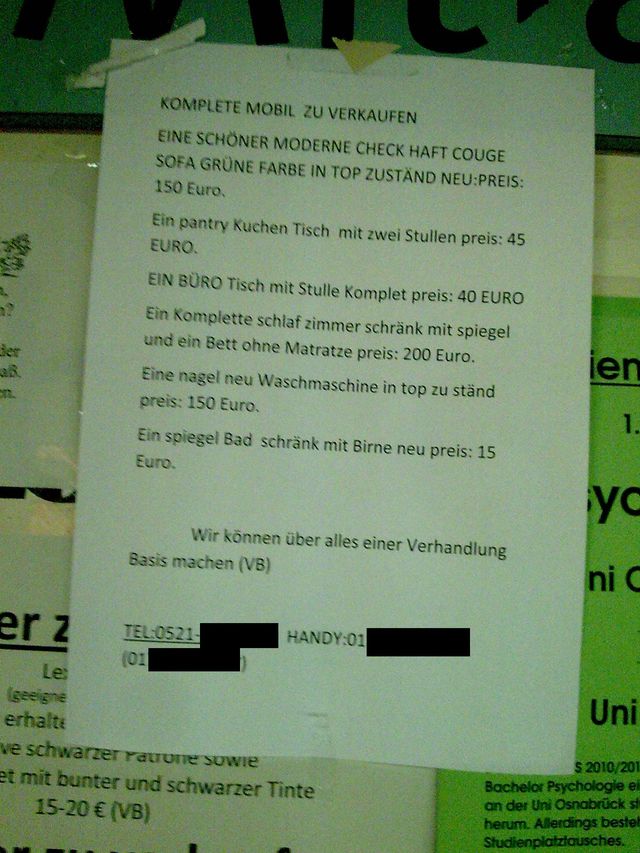 KOMPLETE MOBIL ZU VERKAUFEN
EINE SCHÖNER MODERNE CHECK HAFT COUGE
SOFA GRÜNE FARBE IN TOP ZUSTÄND NEU:PREIS:
150 Euro.
Ein pantry Kuchen Tisch mit zwei Stullen preis: 45
EURO.
EIN BÜRO Tisch mit Stulle Komplet preis: 40 EURO
Ein Komplette schlaf zimmer schränk mit spiegel
und ein Bett ohne Matratze preis: 200 Euro.
Eine nagel neu Waschmaschine in top zu ständ
preis: 150 Euro.
Ein spiegel Bad schränk mit Birne neu preis: 15
Euro.
Wir können über alles einer Verhandlung
Basis machen (VB)
TEL:0521- HANDY:01
(01 )
erhalte
schwarzer Patrone sowie
mit bunter und schwarzer Tinte
15-20 € (VB)
1.
Uni
S 2010/201
Bachelor Psychologie
an der Uni Osnabrück
herum. Allerdings
Studienplatztausches.